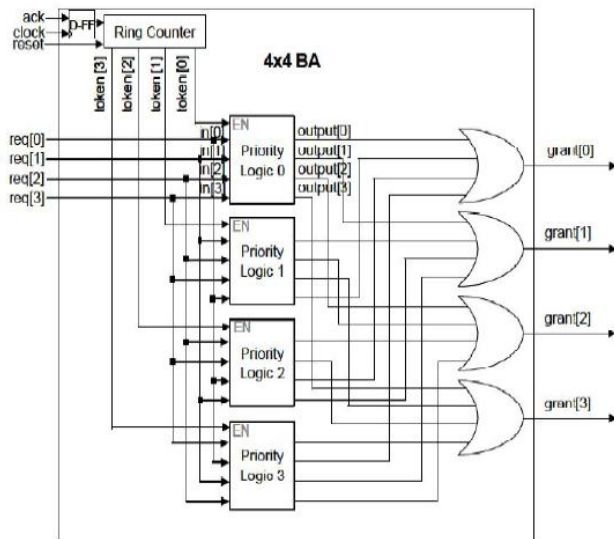 ack
clock
reset
D-FF
Ring Counter
4x4 BA
token[3]
token[2]
token[1]
token[0]
req[0]
req[1]
req[2]
req[3]
in[0]
in[1]
in[2]
in[3]
EN
Priority
Logic 0
output[0]
output[1]
output[2]
output[3]
EN
Priority
Logic 1
EN
Priority
Logic 2
EN
Priority
Logic 3
grant[0]
grant[1]
grant[2]
grant[3]